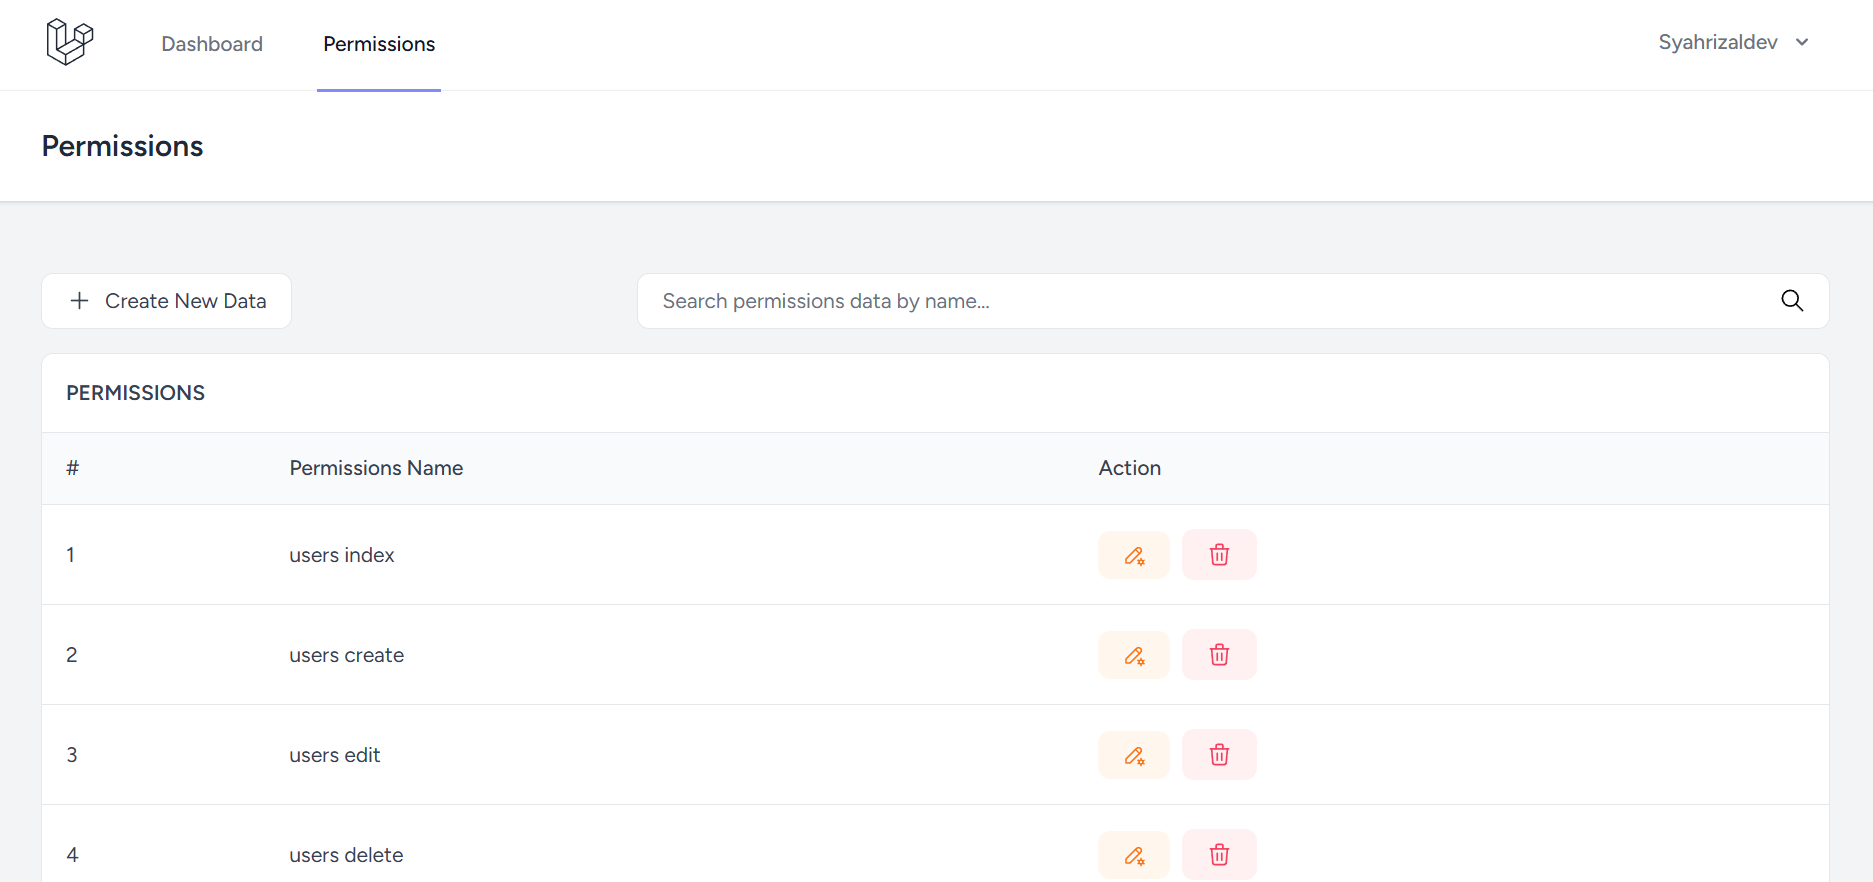 Dashboard Permissions Syahrizaldev
Permissions
Create New Data Search permissions data by name...
PERMISSIONS
# Permissions Name Action
1 users index
2 users create
3 users edit
4 users delete